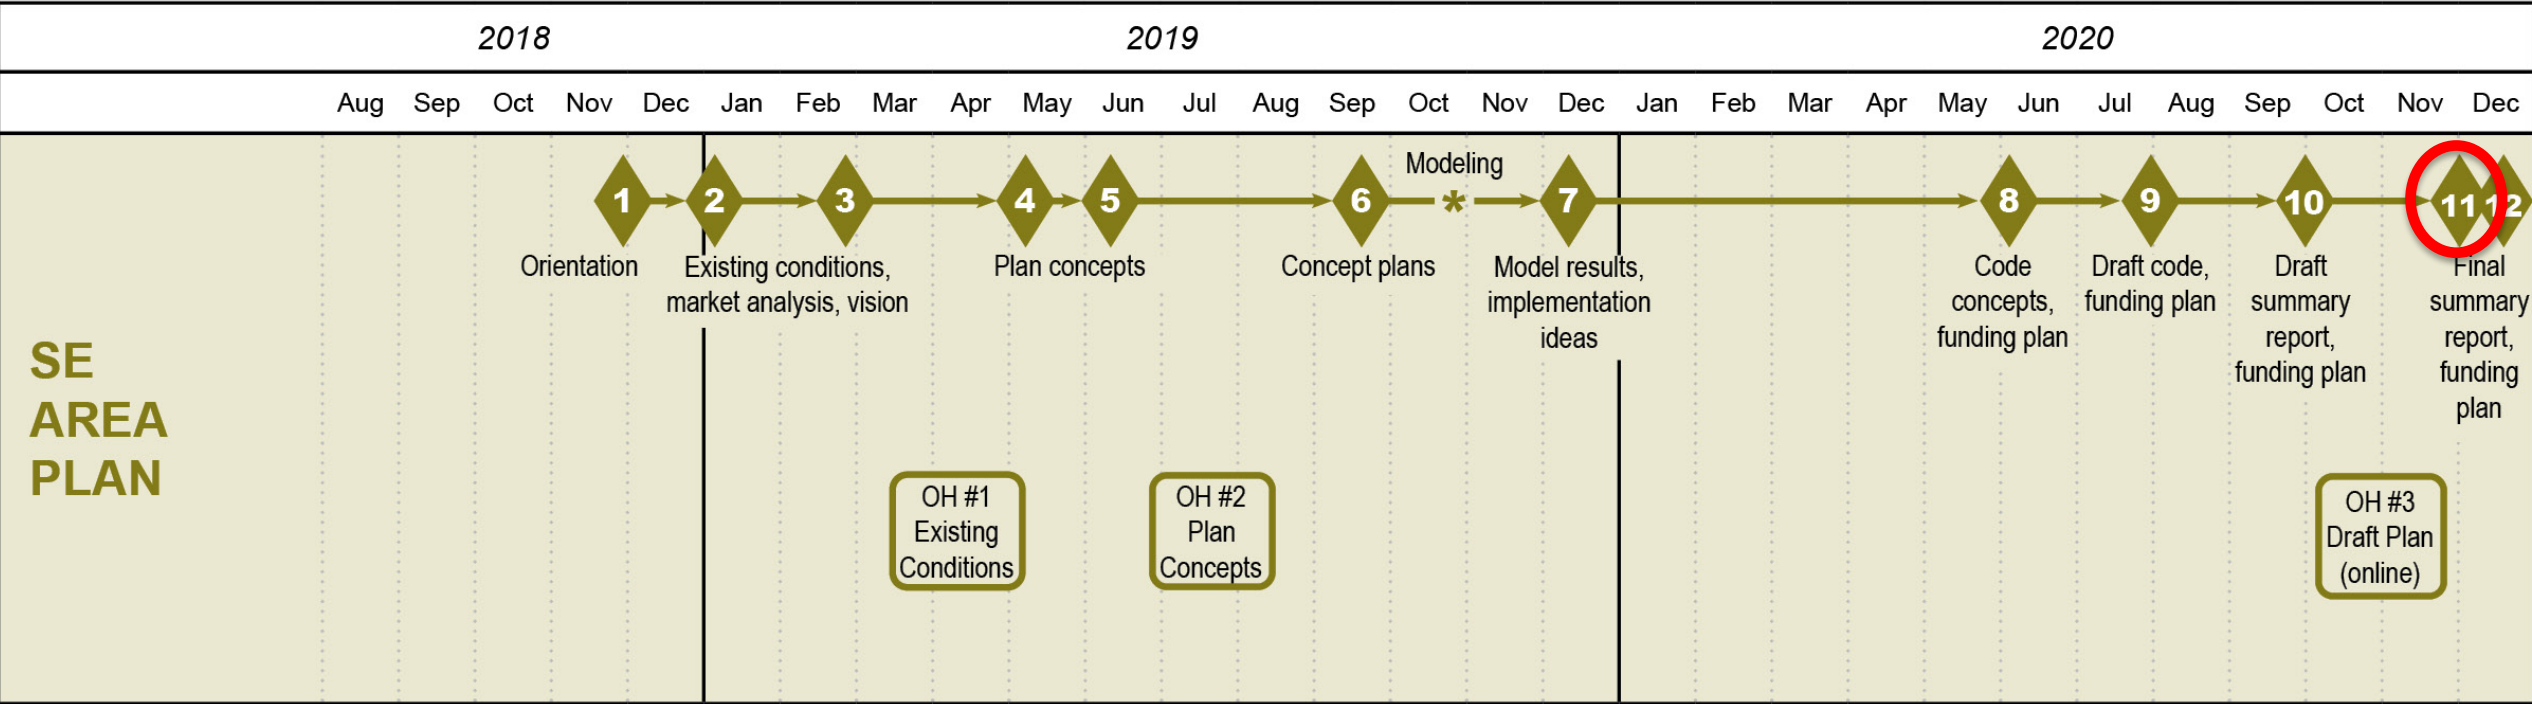 2018 2019 2020
Aug Sep Oct Nov Dec Jan Feb Mar Apr May Jun Jul Aug Sep Oct Nov Dec Jan Feb Mar Apr May Jun Jul Aug Sep Oct Nov Dec
SE
AREA
PLAN
1
Orientation
2 3
Existing conditions,
market analysis, vision
4 5
Plan concepts
6
Concept plans
Modeling
*
7
Model results,
implementation
ideas
8
Code
concepts,
funding plan
9
Draft code,
funding plan
10
Draft
summary
report,
funding plan
11 12
Final
summary
report,
funding
plan
OH #1
Existing
Conditions
OH #2
Plan
Concepts
OH #3
Draft Plan
(online)